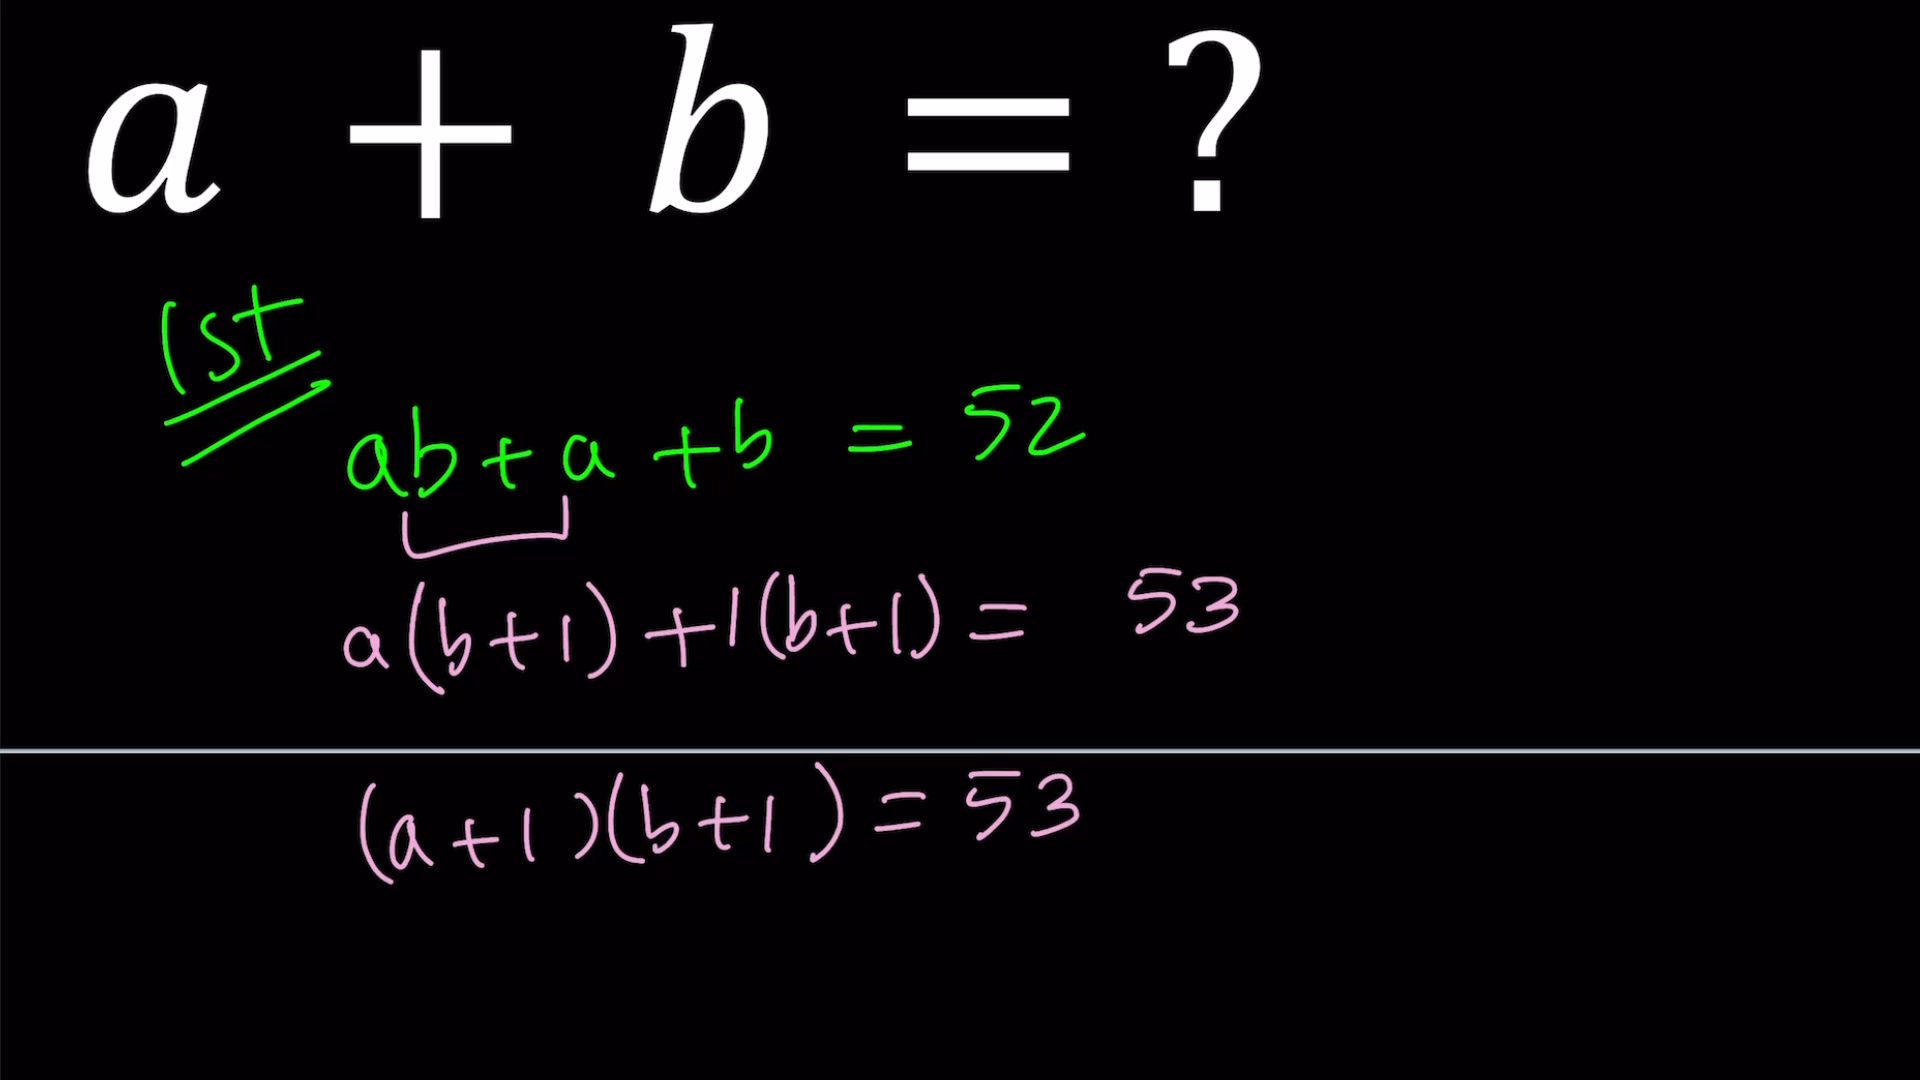 a + b = ?
1st
ab + a + b = 52
a(b+1) + 1(b+1) = 53
(a+1)(b+1) = 53